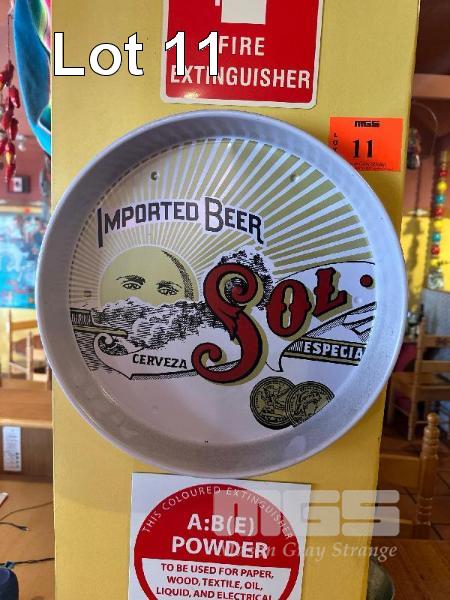 Lot 11
FIRE
EXTINGUISHER
MGS
LOT
11
IMPORTED BEER
SOL
CERVEZA
ESPECIA
THIS COLOURED EXTINGUISHER
A:B(E)
POWDER
TO BE USED FOR PAPER,
WOOD, TEXTILE, OIL,
LIQUID, AND ELECTRICAL
MGS
Gray Strange